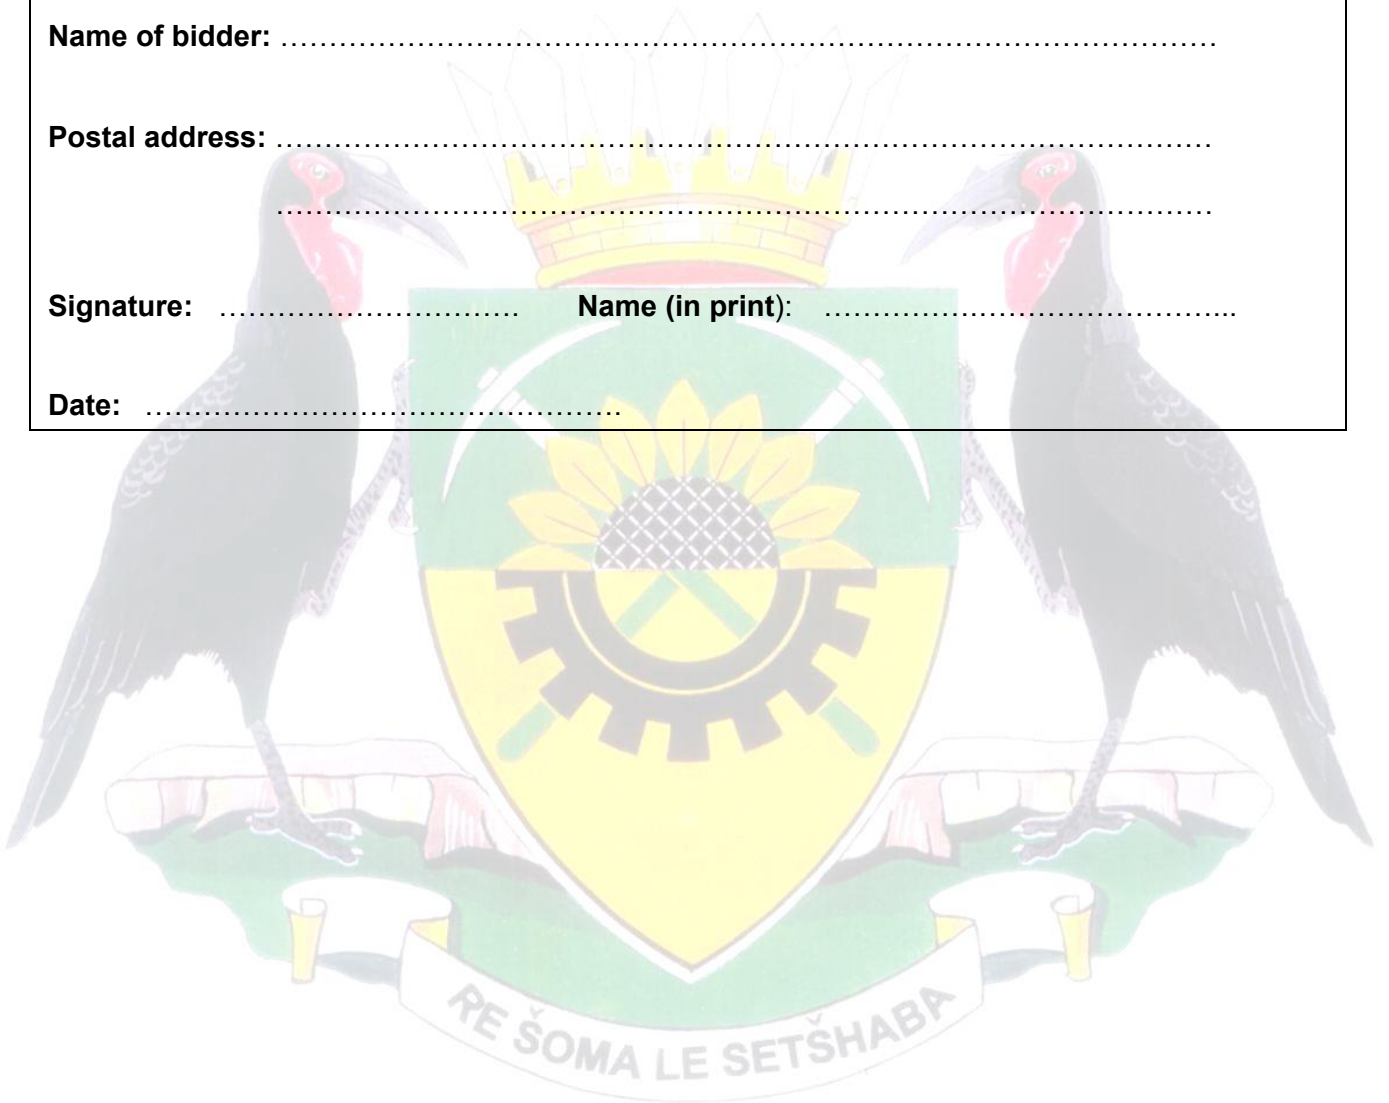 Name of bidder: ……………………………………………………………………………………
Postal address: ……………………………………………………………………………………
……………………………………………………………………………………
Signature: …………………………. Name (in print): …………………………………...
Date: ………………………………………….
RE ŠOMA LE SETŠHABA